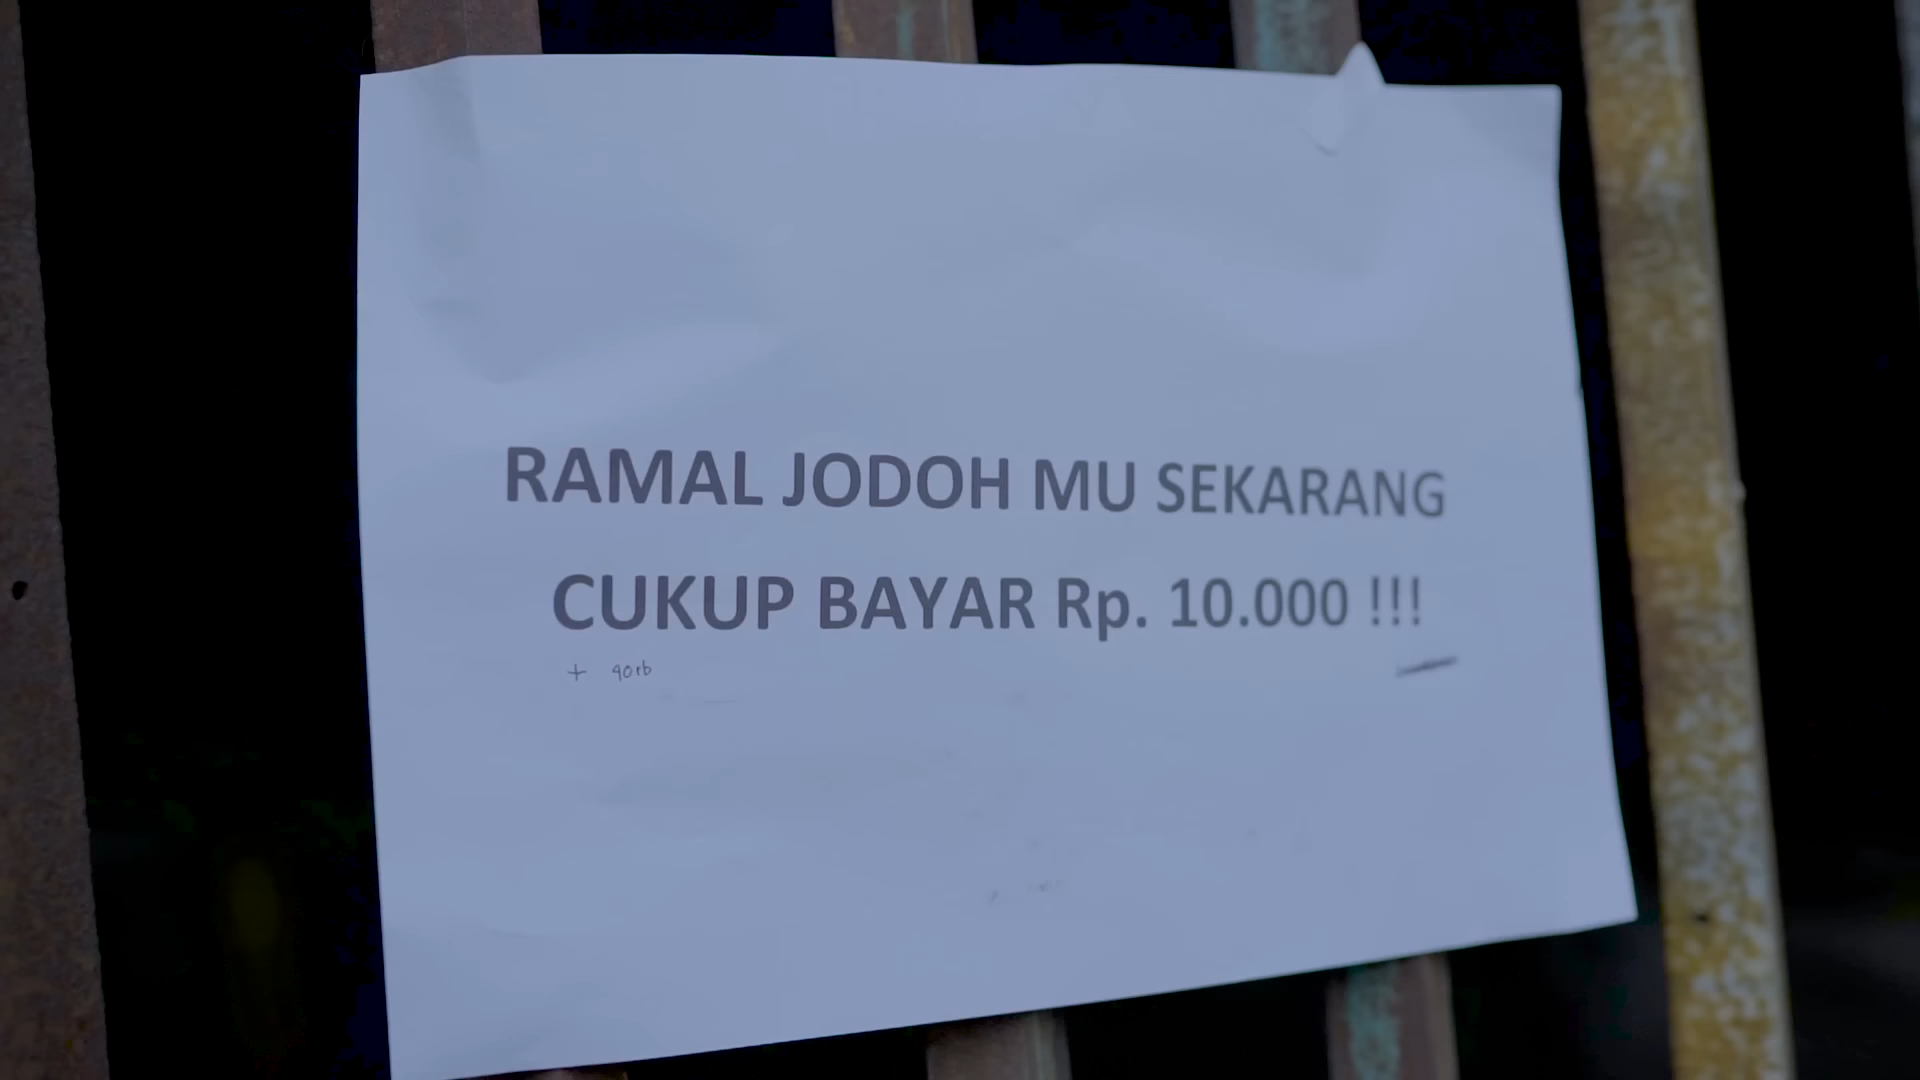 RAMAL JODOH MU SEKARANG
CUKUP BAYAR Rp. 10.000 !!!
+ 90rb